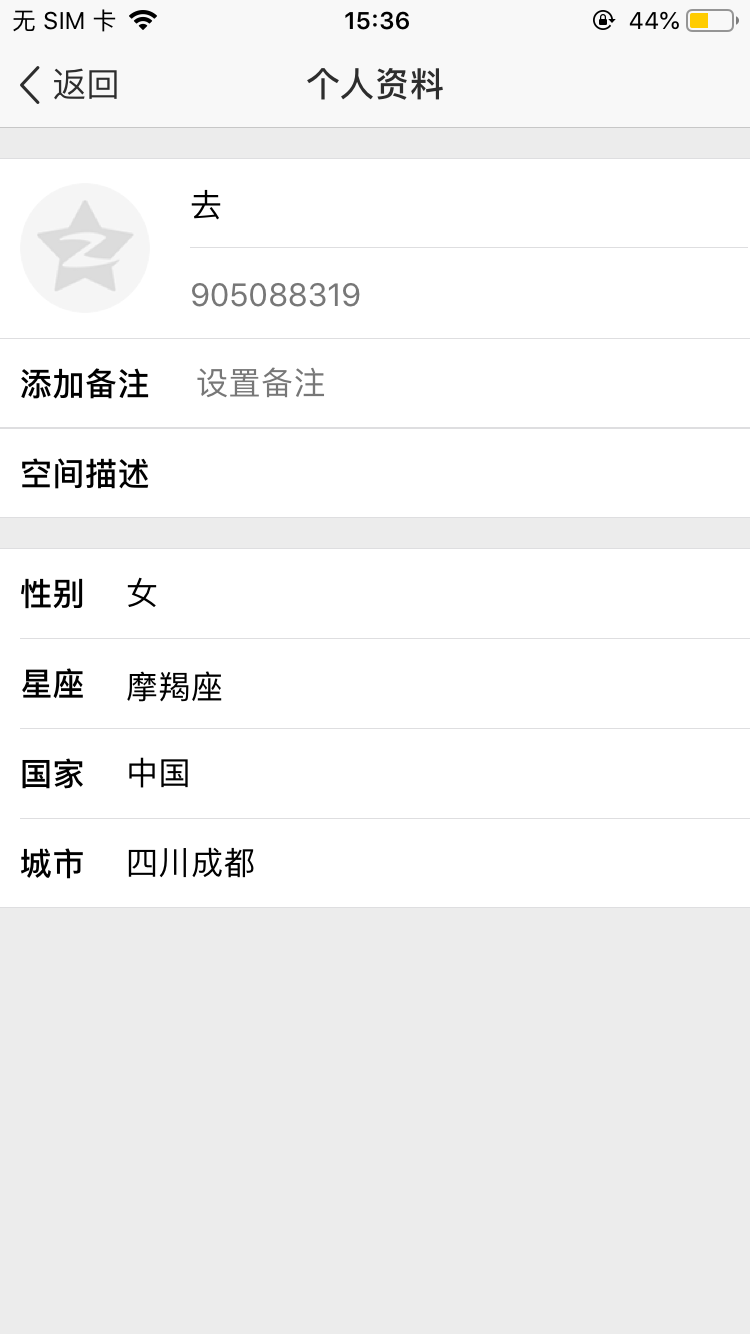 无 SIM 卡 15:36 44%
返回 个人资料
去
905088319
添加备注 设置备注
空间描述
性别 女
星座 摩羯座
国家 中国
城市 四川成都